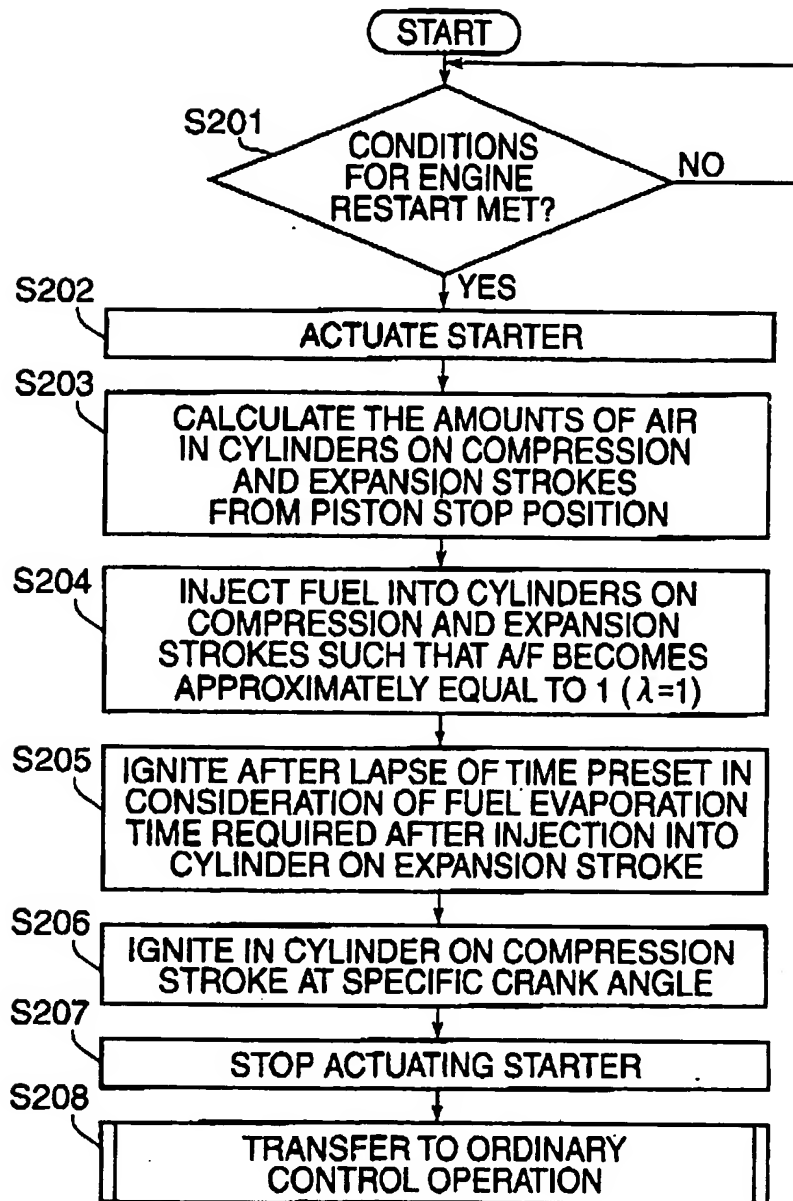 START
S201
CONDITIONS
FOR ENGINE
RESTART MET?
NO
YES
S202
ACTUATE STARTER
S203
CALCULATE THE AMOUNTS OF AIR
IN CYLINDERS ON COMPRESSION
AND EXPANSION STROKES
FROM PISTON STOP POSITION
S204
INJECT FUEL INTO CYLINDERS ON
COMPRESSION AND EXPANSION
STROKES SUCH THAT A/F BECOMES
APPROXIMATELY EQUAL TO 1 (λ=1)
S205
IGNITE AFTER LAPSE OF TIME PRESET IN
CONSIDERATION OF FUEL EVAPORATION
TIME REQUIRED AFTER INJECTION INTO
CYLINDER ON EXPANSION STROKE
S206
IGNITE IN CYLINDER ON COMPRESSION
STROKE AT SPECIFIC CRANK ANGLE
S207
STOP ACTUATING STARTER
S208
TRANSFER TO ORDINARY
CONTROL OPERATION